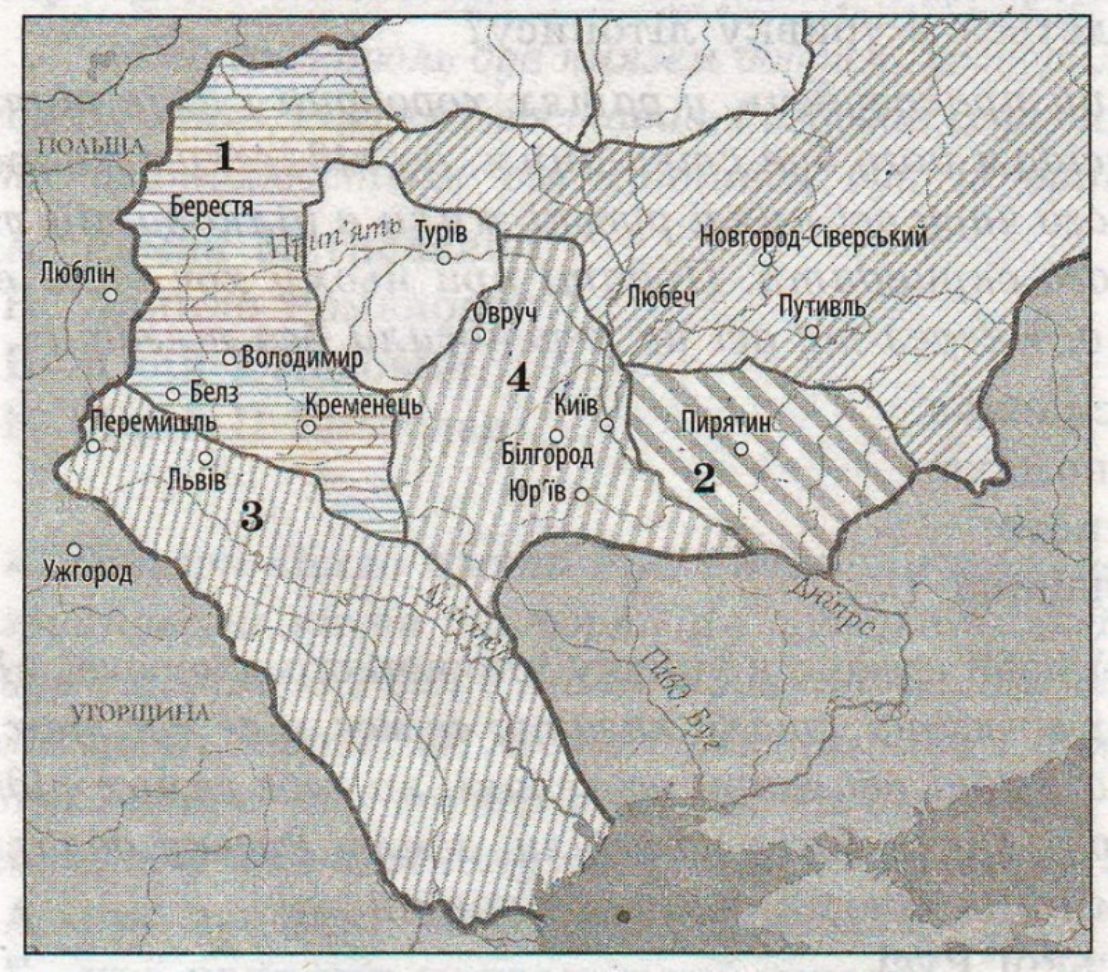 ПОЛЬЩА
1
Берестя
Прип'ять
Турів
Новгород-Сіверський
Люблін
Любеч
Путивль
Овруч
Володимир
4
Белз
Кременець
Київ
Перемишль
Пирятин
Білгород
Львів
2
Юр'їв
3
Ужгород
Дністер
Дніпро
Півд. Буг
УГОРЩИНА